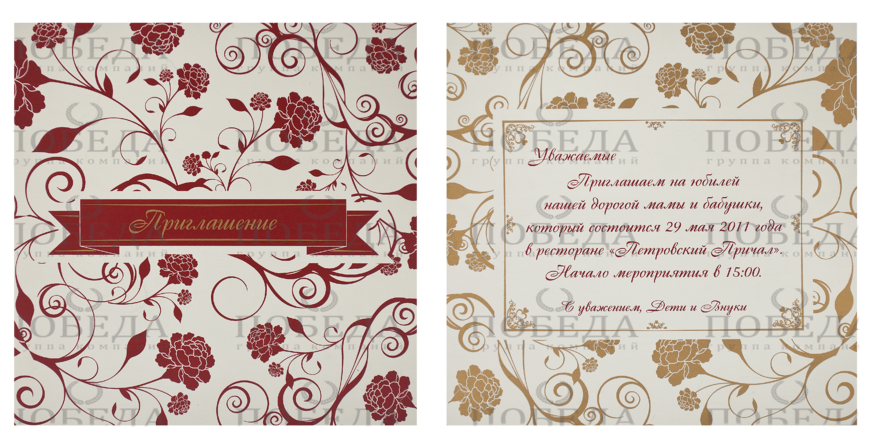 Приглашение
Уважаемые
Приглашаем на юбилей
нашей дорогой мамы и бабушки,
который состоится 29 мая 2011 года
в ресторане «Петровский Причал».
Начало мероприятия в 15:00.
С уважением, Дети и Внуки
ПОБЕДА
группа компаний